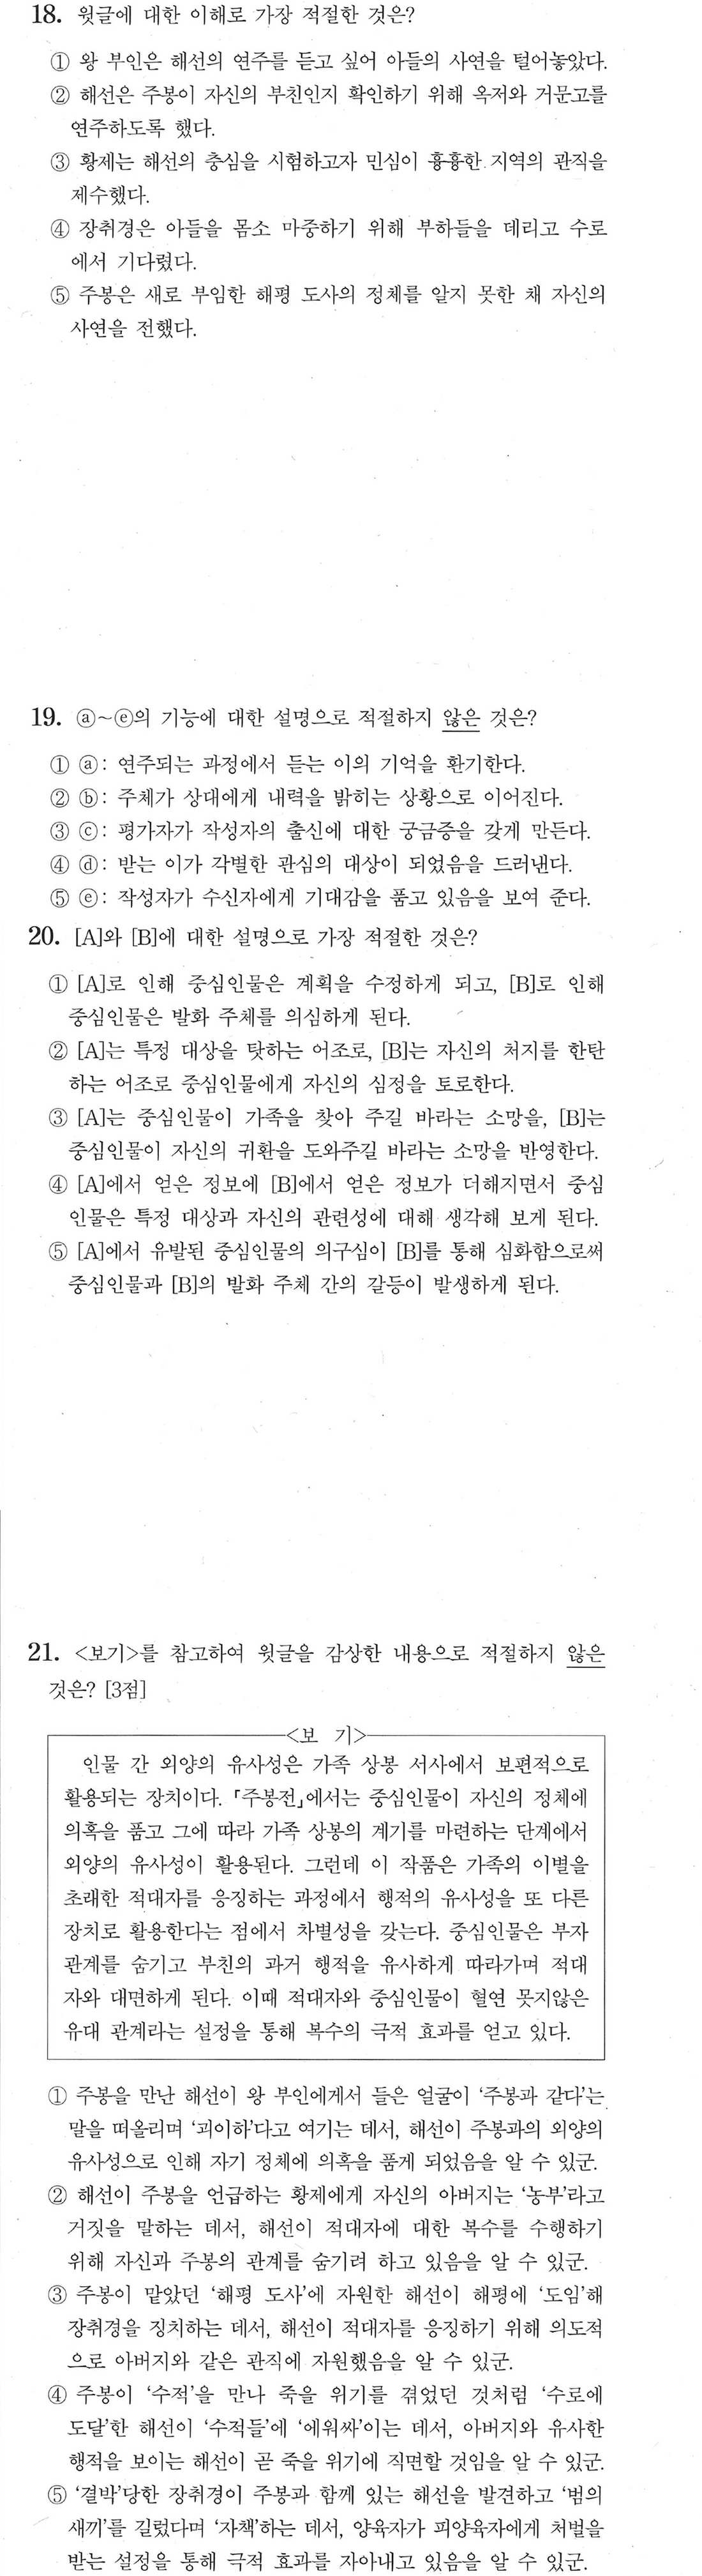 18. 윗글에 대한 이해로 가장 적절한 것은?
① 왕 부인은 해선의 연주를 듣고 싶어 아들의 사연을 털어놓았다.
② 해선은 주봉이 자신의 부친인지 확인하기 위해 옥저와 거문고를
연주하도록 했다.
③ 황제는 해선의 충심을 시험하고자 민심이 흉흉한 지역의 관직을
제수했다.
④ 장취경은 아들을 몸소 마중하기 위해 부하들을 데리고 수로
에서 기다렸다.
⑤ 주봉은 새로 부임한 해평 도사의 정체를 알지 못한 채 자신의
사연을 전했다.
19. ⓐ~ⓔ의 기능에 대한 설명으로 적절하지 않은 것은?
① ⓐ: 연주되는 과정에서 듣는 이의 기억을 환기한다.
② ⓑ: 주체가 상대에게 내력을 밝히는 상황으로 이어진다.
③ ⓒ: 평가자가 작성자의 출신에 대한 궁금증을 갖게 만든다.
④ ⓓ: 받는 이가 각별한 관심의 대상이 되었음을 드러낸다.
⑤ ⓔ: 작성자가 수신자에게 기대감을 품고 있음을 보여 준다.
20. [A]와 [B]에 대한 설명으로 가장 적절한 것은?
① [A]로 인해 중심인물은 계획을 수정하게 되고, [B]로 인해
중심인물은 발화 주체를 의심하게 된다.
② [A]는 특정 대상을 탓하는 어조로, [B]는 자신의 처지를 한탄
하는 어조로 중심인물에게 자신의 심정을 토로한다.
③ [A]는 중심인물이 가족을 찾아 주길 바라는 소망을, [B]는
중심인물이 자신의 귀환을 도와주길 바라는 소망을 반영한다.
④ [A]에서 얻은 정보에 [B]에서 얻은 정보가 더해지면서 중심
인물은 특정 대상과 자신의 관련성에 대해 생각해 보게 된다.
⑤ [A]에서 유발된 중심인물의 의구심이 [B]를 통해 심화함으로써
중심인물과 [B]의 발화 주체 간의 갈등이 발생하게 된다.
21. <보기>를 참고하여 윗글을 감상한 내용으로 적절하지 않은
것은? [3점]
<보 기>
인물 간 외양의 유사성은 가족 상봉 서사에서 보편적으로
활용되는 장치이다. 「주봉전」에서는 중심인물이 자신의 정체에
의혹을 품고 그에 따라 가족 상봉의 계기를 마련하는 단계에서
외양의 유사성이 활용된다. 그런데 이 작품은 가족의 이별을
초래한 적대자를 응징하는 과정에서 행적의 유사성을 또 다른
장치로 활용한다는 점에서 차별성을 갖는다. 중심인물은 부자
관계를 숨기고 부친의 과거 행적을 유사하게 따라가며 적대
자와 대면하게 된다. 이때 적대자와 중심인물이 혈연 못지않은
유대 관계라는 설정을 통해 복수의 극적 효과를 얻고 있다.
① 주봉을 만난 해선이 왕 부인에게서 들은 얼굴이 '주봉과 같다'는
말을 떠올리며 '괴이하'다고 여기는 데서, 해선이 주봉과의 외양의
유사성으로 인해 자기 정체에 의혹을 품게 되었음을 알 수 있군.
② 해선이 주봉을 언급하는 황제에게 자신의 아버지는 '농부'라고
거짓을 말하는 데서, 해선이 적대자에 대한 복수를 수행하기
위해 자신과 주봉의 관계를 숨기려 하고 있음을 알 수 있군.
③ 주봉이 맡았던 '해평 도사'에 자원한 해선이 해평에 '도임'해
장취경을 징치하는 데서, 해선이 적대자를 응징하기 위해 의도적
으로 아버지와 같은 관직에 자원했음을 알 수 있군.
④ 주봉이 '수적'을 만나 죽을 위기를 겪었던 것처럼 '수로에
도달'한 해선이 '수적들'에 '에워싸'이는 데서, 아버지와 유사한
행적을 보이는 해선이 곧 죽을 위기에 직면할 것임을 알 수 있군.
⑤ '결박'당한 장취경이 주봉과 함께 있는 해선을 발견하고 '범의
새끼'를 길렀다며 '자책'하는 데서, 양육자가 피양육자에게 처벌을
받는 설정을 통해 극적 효과를 자아내고 있음을 알 수 있군.